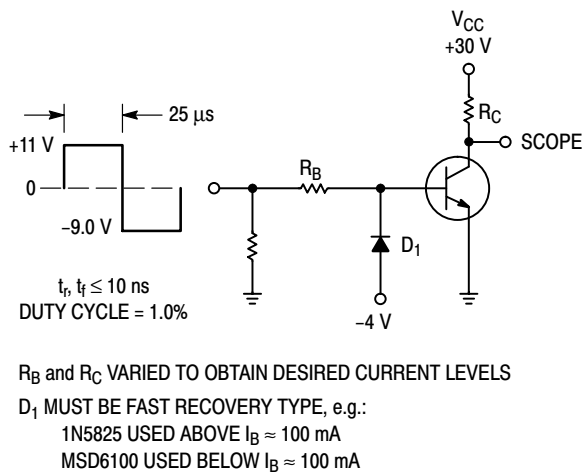 V_CC
+30 V
25 μs
R_C
+11 V
SCOPE
R_B
0
−9.0 V
D_1
t_r, t_f ≤ 10 ns
DUTY CYCLE = 1.0%
−4 V
R_B and R_C VARIED TO OBTAIN DESIRED CURRENT LEVELS
D_1 MUST BE FAST RECOVERY TYPE, e.g.:
1N5825 USED ABOVE I_B ≈ 100 mA
MSD6100 USED BELOW I_B ≈ 100 mA